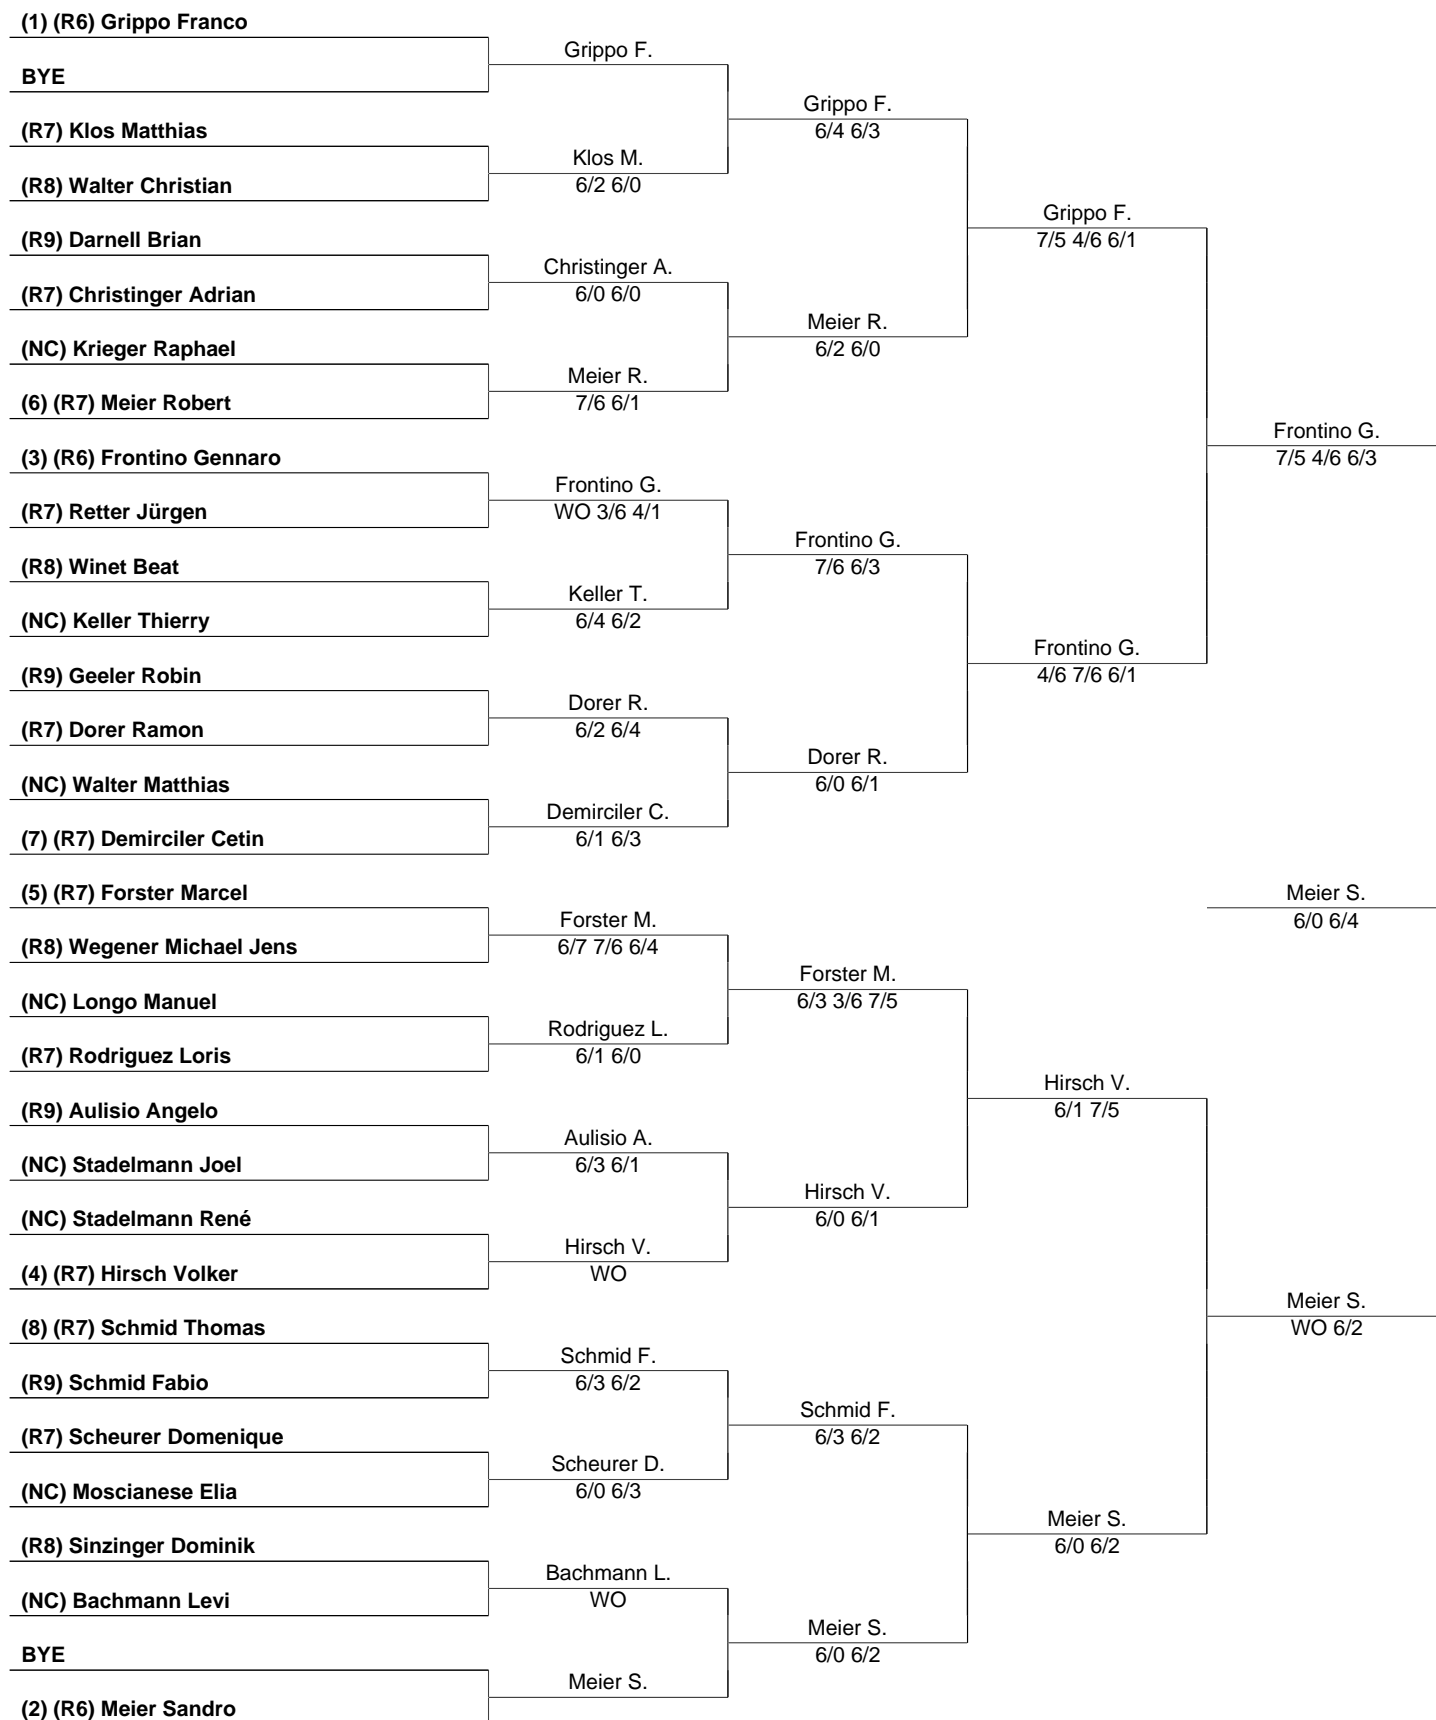 (1) (R6) Grippo Franco
BYE
(R7) Klos Matthias
(R8) Walter Christian
(R9) Darnell Brian
(R7) Christinger Adrian
(NC) Krieger Raphael
(6) (R7) Meier Robert
(3) (R6) Frontino Gennaro
(R7) Retter Jürgen
(R8) Winet Beat
(NC) Keller Thierry
(R9) Geeler Robin
(R7) Dorer Ramon
(NC) Walter Matthias
(7) (R7) Demirciler Cetin
(5) (R7) Forster Marcel
(R8) Wegener Michael Jens
(NC) Longo Manuel
(R7) Rodriguez Loris
(R9) Aulisio Angelo
(NC) Stadelmann Joel
(NC) Stadelmann René
(4) (R7) Hirsch Volker
(8) (R7) Schmid Thomas
(R9) Schmid Fabio
(R7) Scheurer Domenique
(NC) Moscianese Elia
(R8) Sinzinger Dominik
(NC) Bachmann Levi
BYE
(2) (R6) Meier Sandro
Grippo F.
Klos M.
6/2 6/0
Christinger A.
6/0 6/0
Meier R.
7/6 6/1
Frontino G.
WO 3/6 4/1
Keller T.
6/4 6/2
Dorer R.
6/2 6/4
Demirciler C.
6/1 6/3
Forster M.
6/7 7/6 6/4
Rodriguez L.
6/1 6/0
Aulisio A.
6/3 6/1
Hirsch V.
WO
Schmid F.
6/3 6/2
Scheurer D.
6/0 6/3
Bachmann L.
WO
Meier S.
Grippo F.
6/4 6/3
Meier R.
6/2 6/0
Frontino G.
7/6 6/3
Dorer R.
6/0 6/1
Forster M.
6/3 3/6 7/5
Hirsch V.
6/0 6/1
Schmid F.
6/3 6/2
Meier S.
6/0 6/2
Grippo F.
7/5 4/6 6/1
Frontino G.
4/6 7/6 6/1
Hirsch V.
6/1 7/5
Meier S.
6/0 6/2
Frontino G.
7/5 4/6 6/3
Meier S.
6/0 6/4
Meier S.
WO 6/2